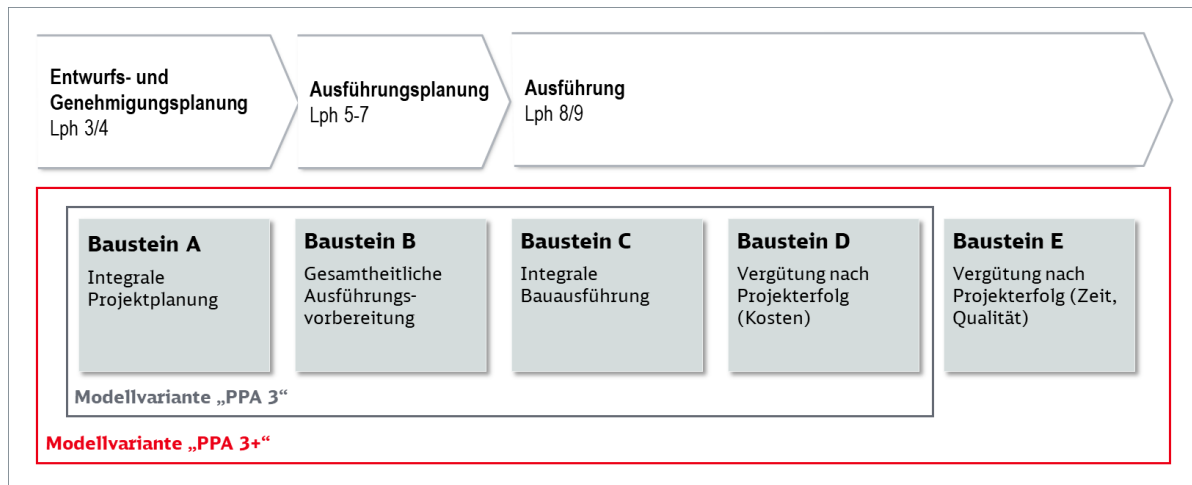 Entwurfs- und
Genehmigungsplanung
Lph 3/4
Ausführungsplanung
Lph 5-7
Ausführung
Lph 8/9
Baustein A
Integrale
Projektplanung
Baustein B
Gesamtheitliche
Ausführungs-
vorbereitung
Baustein C
Integrale
Bauausführung
Baustein D
Vergütung nach
Projekterfolg
(Kosten)
Baustein E
Vergütung nach
Projekterfolg (Zeit,
Qualität)
Modellvariante „PPA 3“
Modellvariante „PPA 3+“